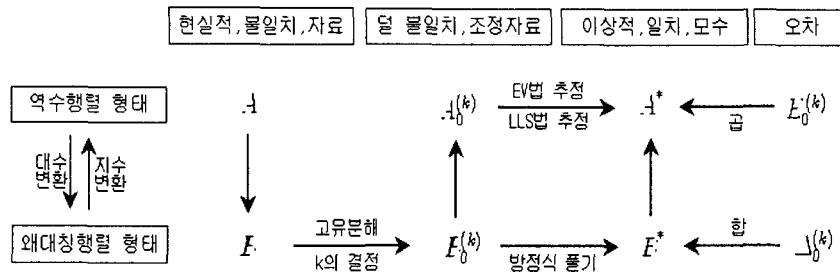 현실적,불일치,자료 덜 불일치,조정자료 이상적,일치,모수 오차
역수행렬 형태 A A₀⁽ᵏ⁾ EV법 추정 A* E₀⁽ᵏ⁾
LLS법 추정 곱
대수 지수
변환 변환
고유분해 합
왜대칭행렬 형태
k의 결정 방정식 풀기